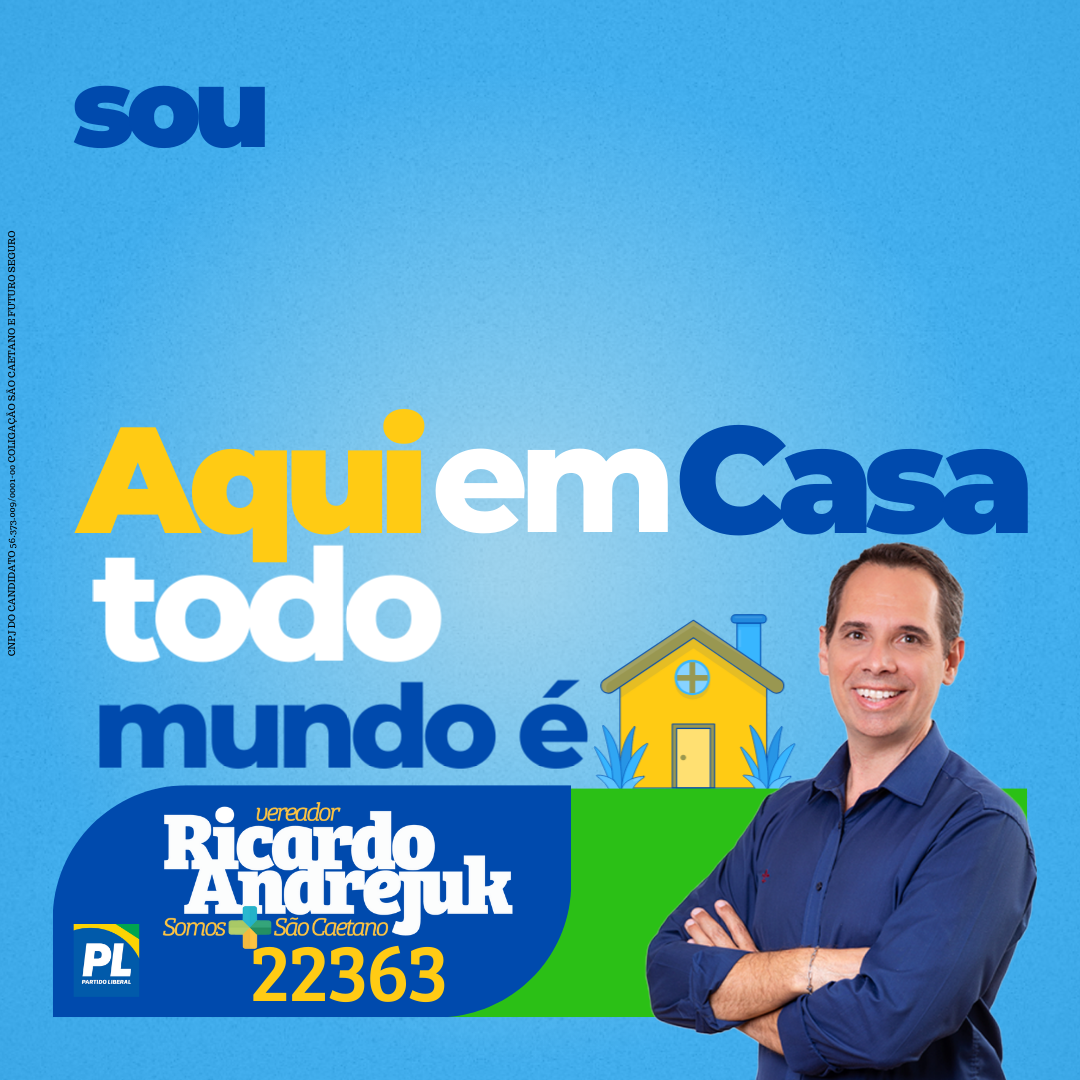 sou
CNPJ DO CANDIDATO 56.373.009/0001-00 COLIGAÇÃO SÃO CAETANO E FUTURO SEGURO
Aqui em Casa
todo
mundo é
vereador
Ricardo
Andrejuk
Somos + São Caetano
22363
PL
PARTIDO LIBERAL